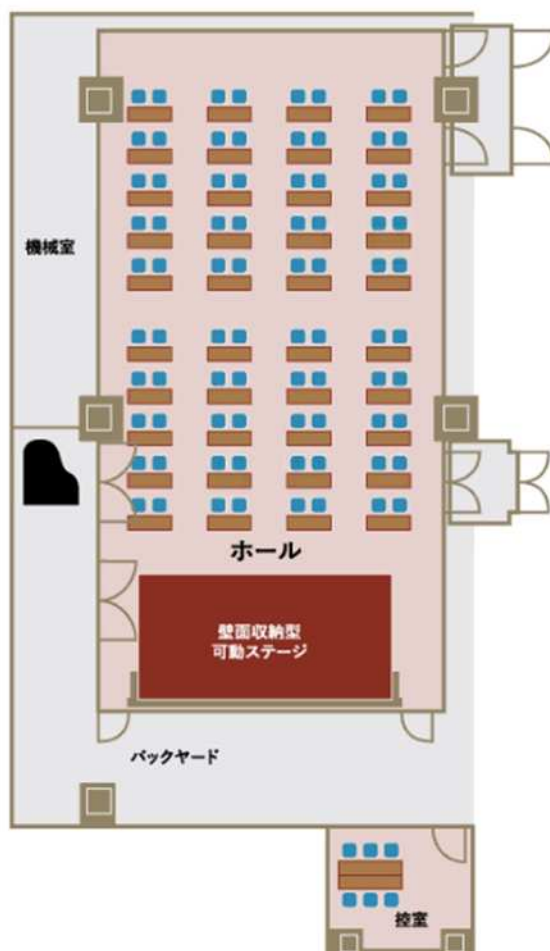 機械室
ホール
壁面収納型
可動ステージ
バックヤード
控室